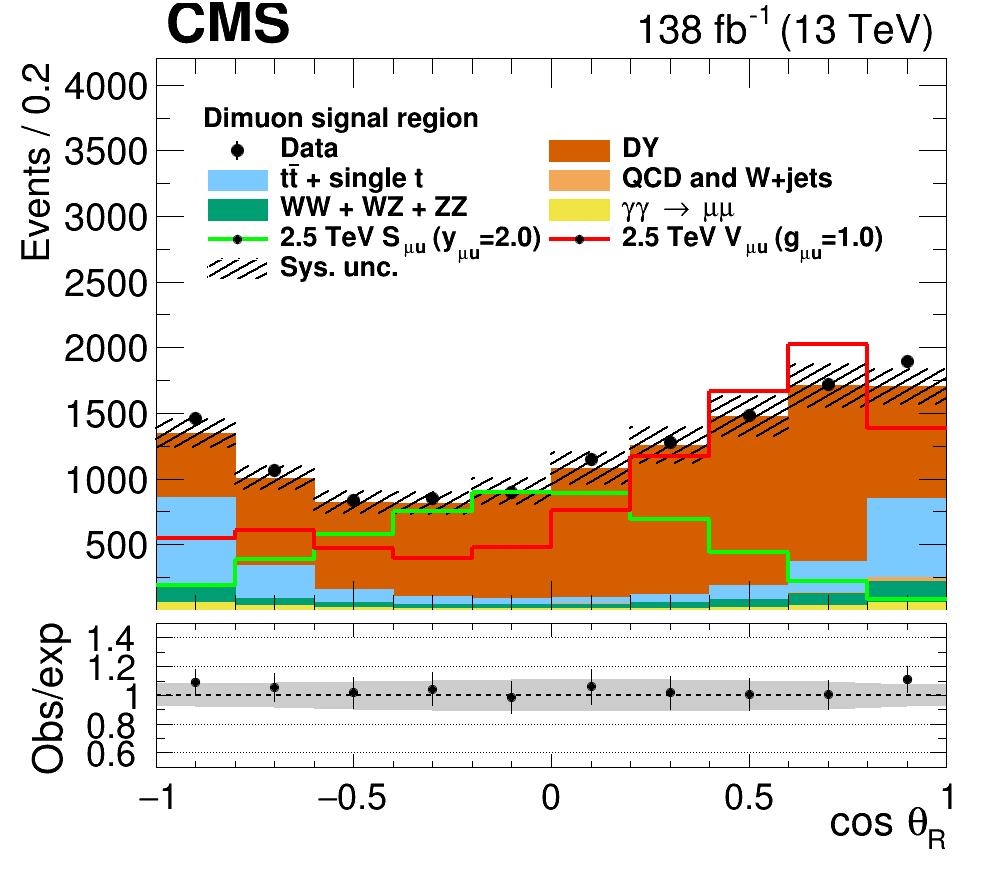 CMS 138 fb-1 (13 TeV)
Events / 0.2
4000
3500
3000
2500
2000
1500
1000
500
Dimuon signal region
Data DY
tt̄ + single t QCD and W+jets
WW + WZ + ZZ γγ → μμ
2.5 TeV Sμu (yμu=2.0) 2.5 TeV Vμu (gμu=1.0)
Sys. unc.
Obs/exp
1.4
1.2
1
0.8
0.6
−1 −0.5 0 0.5 1
cos θR